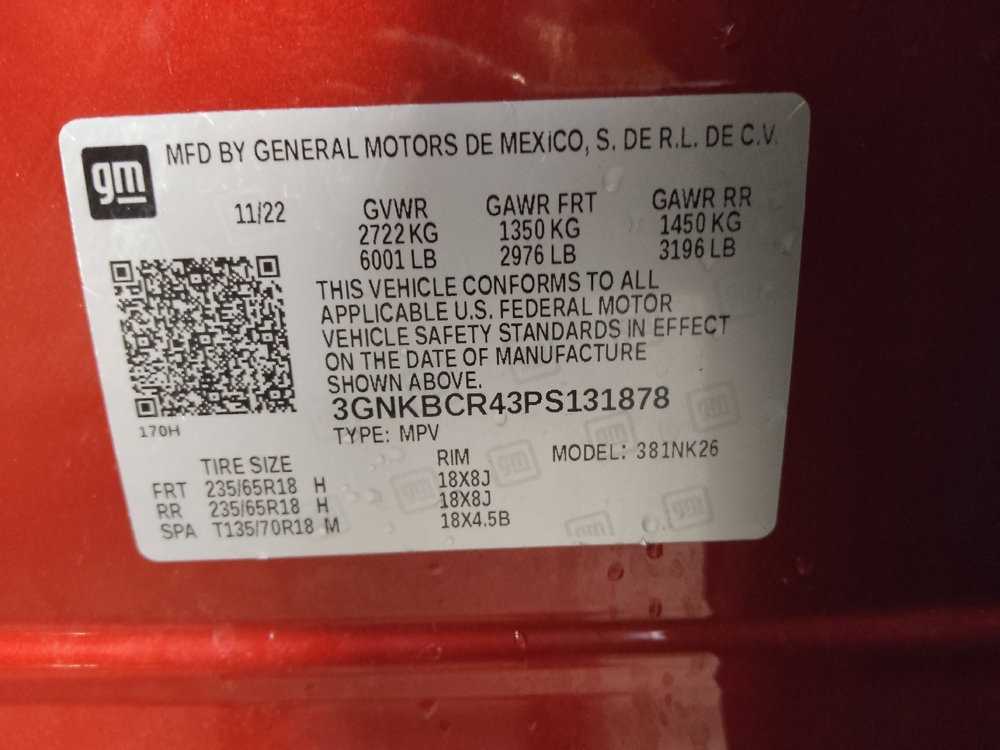 MFD BY GENERAL MOTORS DE MEXICO, S. DE R.L. DE C.V.
gm
11/22 GVWR GAWR FRT GAWR RR
2722 KG 1350 KG 1450 KG
6001 LB 2976 LB 3196 LB
THIS VEHICLE CONFORMS TO ALL
APPLICABLE U.S. FEDERAL MOTOR
VEHICLE SAFETY STANDARDS IN EFFECT
ON THE DATE OF MANUFACTURE
SHOWN ABOVE.
3GNKBCR43PS131878
170H
TYPE: MPV
TIRE SIZE RIM MODEL: 381NK26
FRT 235/65R18 H 18X8J
RR 235/65R18 H 18X8J
SPA T135/70R18 M 18X4.5B